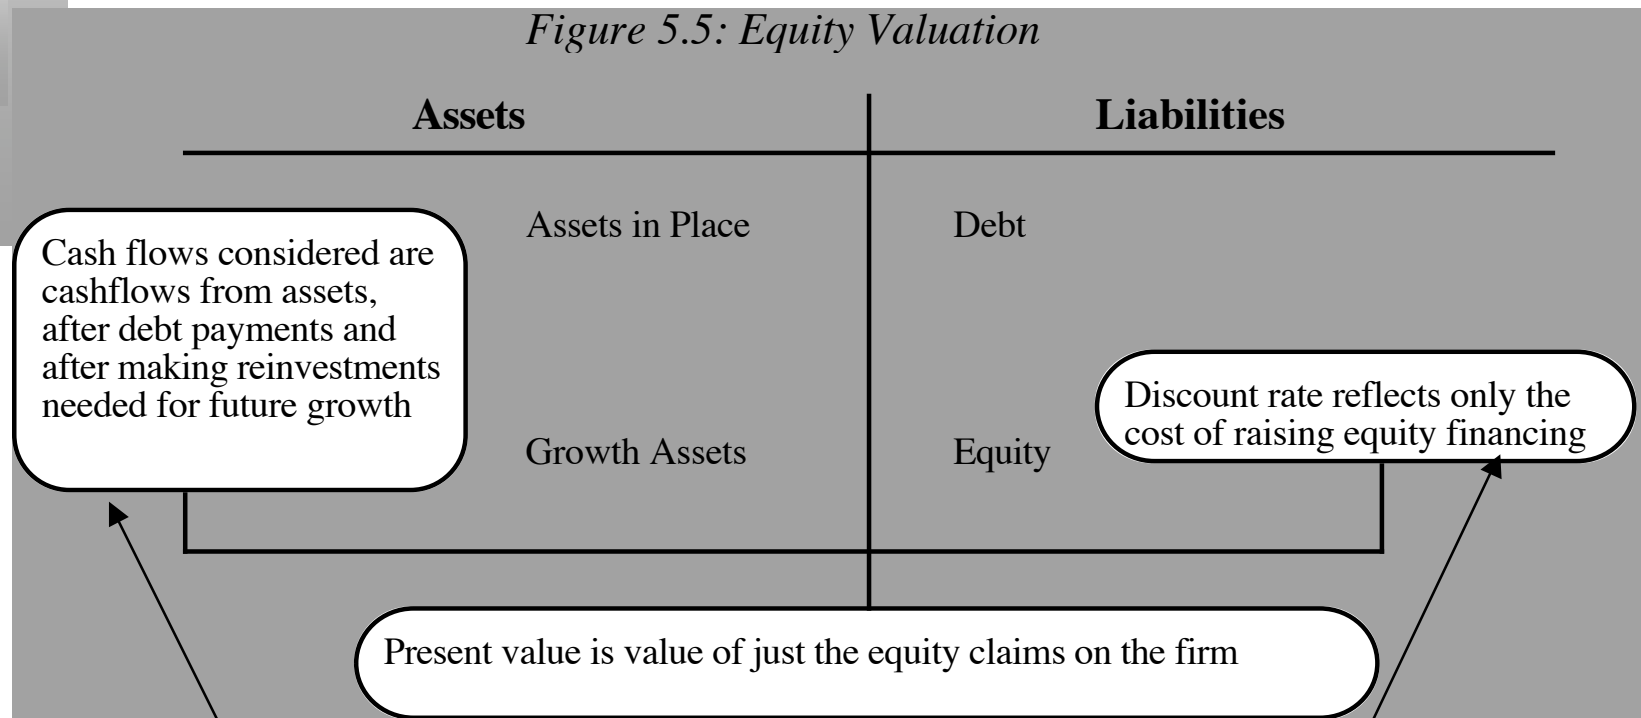 Figure 5.5: Equity Valuation
Assets
Liabilities
Assets in Place
Debt
Cash flows considered are
cashflows from assets,
after debt payments and
after making reinvestments
needed for future growth
Growth Assets
Equity
Discount rate reflects only the
cost of raising equity financing
Present value is value of just the equity claims on the firm